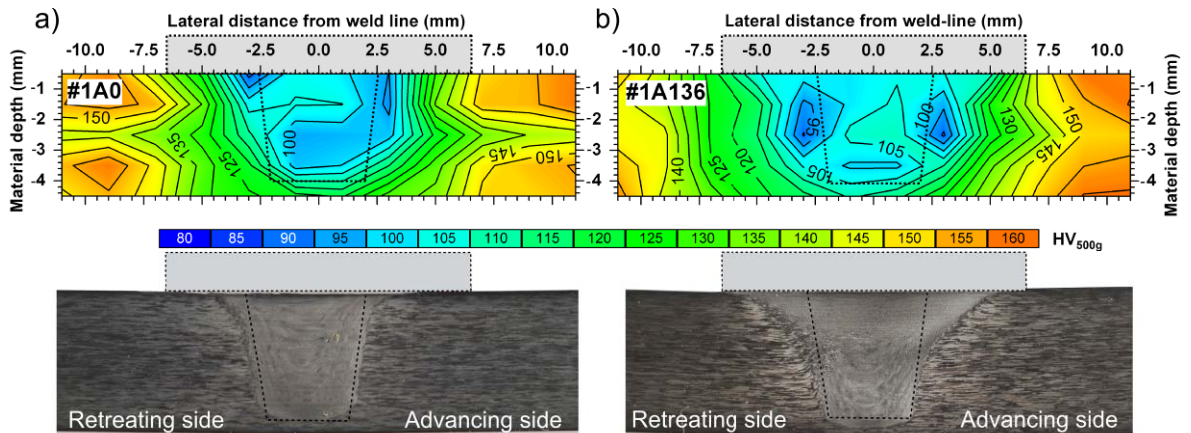 a)
Lateral distance from weld line (mm)
-10.0 -7.5 -5.0 -2.5 0.0 2.5 5.0 7.5 10.0
Material depth (mm)
-1
-2
-3
-4
#1A0
150
135
125
100
145
150
b)
Lateral distance from weld-line (mm)
-10.0 -7.5 -5.0 -2.5 0.0 2.5 5.0 7.5 10.0
#1A136
140
125
120
95
105
105
100
130
145
150
-1
-2
-3
-4
Material depth (mm)
80 85 90 95 100 105 110 115 120 125 130 135 140 145 150 155 160 HV500g
Retreating side Advancing side
Retreating side Advancing side